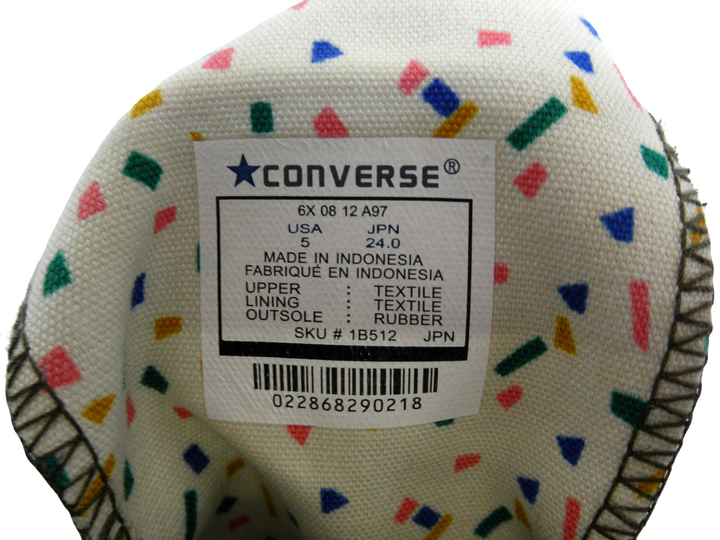 ★CONVERSE®
6X 08 12 A97
USA JPN
5 24.0
MADE IN INDONESIA
FABRIQUÉ EN INDONESIA
UPPER : TEXTILE
LINING : TEXTILE
OUTSOLE : RUBBER
SKU # 1B512 JPN
022868290218